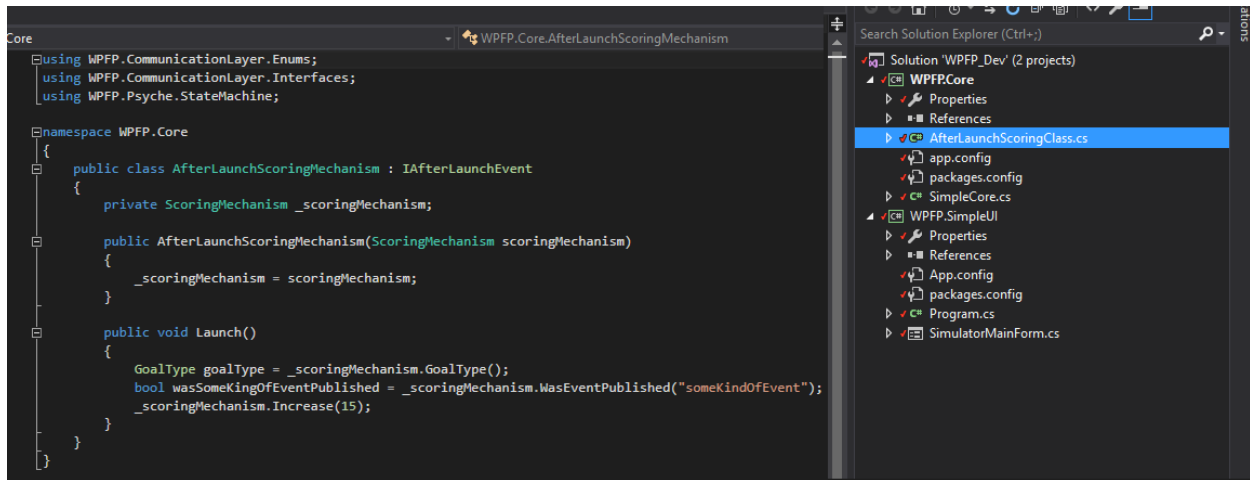 Core
WPFP.Core.AfterLaunchScoringMechanism
using WPFP.CommunicationLayer.Enums;
using WPFP.CommunicationLayer.Interfaces;
using WPFP.Psyche.StateMachine;
namespace WPFP.Core
{
public class AfterLaunchScoringMechanism : IAfterLaunchEvent
{
private ScoringMechanism _scoringMechanism;
public AfterLaunchScoringMechanism(ScoringMechanism scoringMechanism)
{
_scoringMechanism = scoringMechanism;
}
public void Launch()
{
GoalType goalType = _scoringMechanism.GoalType();
bool wasSomeKingOfEventPublished = _scoringMechanism.WasEventPublished("someKindOfEvent");
_scoringMechanism.Increase(15);
}
}
}
Search Solution Explorer (Ctrl+;)
Solution 'WPFP_Dev' (2 projects)
C# WPFP.Core
Properties
References
C# AfterLaunchScoringClass.cs
app.config
packages.config
C# SimpleCore.cs
C# WPFP.SimpleUI
Properties
References
App.config
packages.config
C# Program.cs
SimulatorMainForm.cs
ations